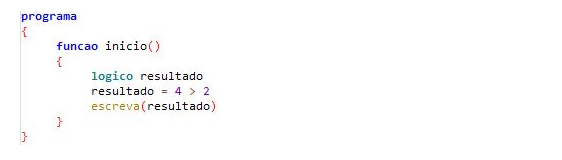 programa
{
funcao inicio()
{
logico resultado
resultado = 4 > 2
escreva(resultado)
}
}